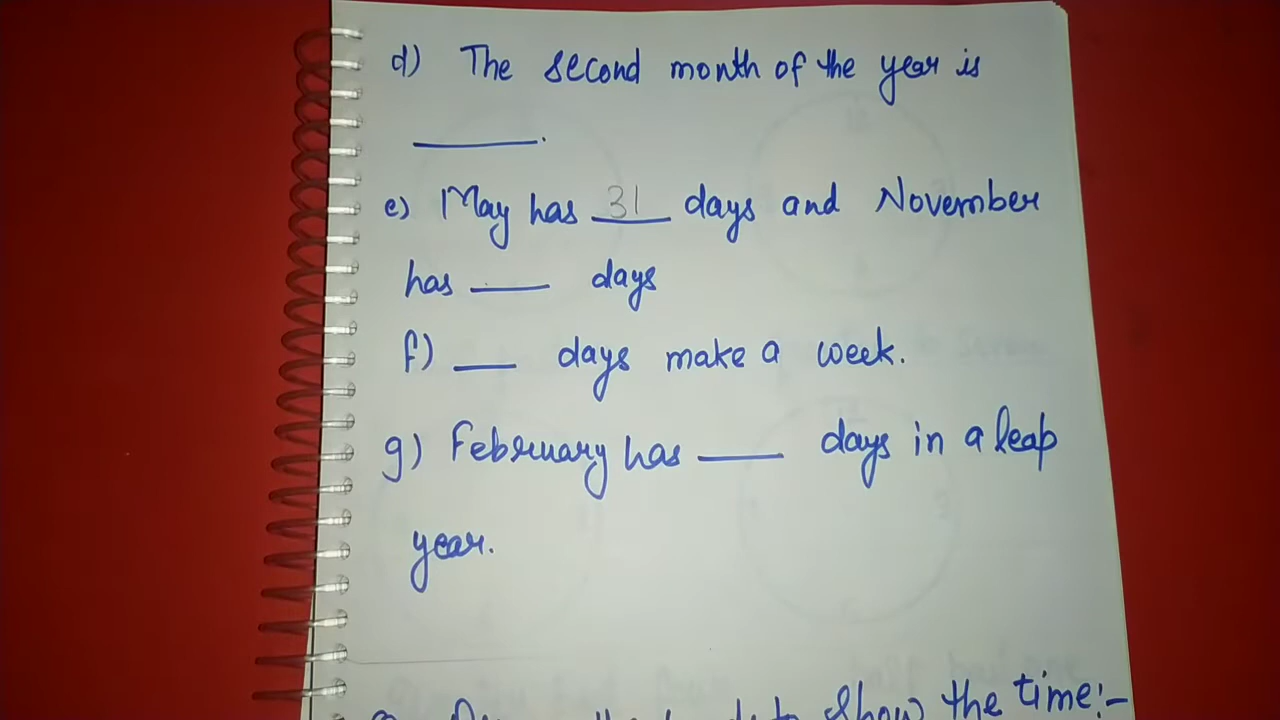 d) The second month of the year is
______.
e) May has 31 days and November
has ____ days
f) ___ days make a week.
g) February has ____ days in a leap
year.
show the time:-